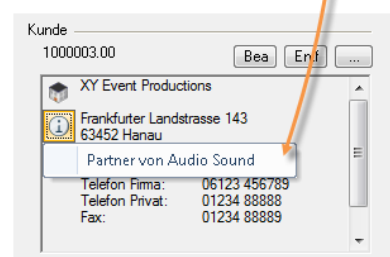 Kunde
1000003.00 Bea Entf ...
XY Event Productions
Frankfurter Landstrasse 143
63452 Hanau
Partner von Audio Sound
Telefon Firma: 06123 456789
Telefon Privat: 01234 88888
Fax: 01234 88889